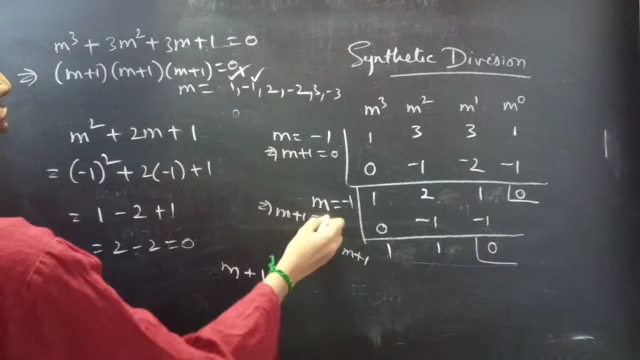 m³ + 3m² + 3m + 1 = 0
⇒ (m+1)(m+1)(m+1) = 0
m = 1, -1, 2, -2, 3, -3
m² + 2m + 1
= (-1)² + 2(-1) + 1
= 1 - 2 + 1
= 2 - 2 = 0
m + 1
Synthetic Division
m³ m² m¹ m⁰
m = -1 1 3 3 1
⇒ m+1 = 0 0 -1 -2 -1
m = -1 1 2 1 0
⇒ m+1 0 -1 -1
m+1 1 1 0